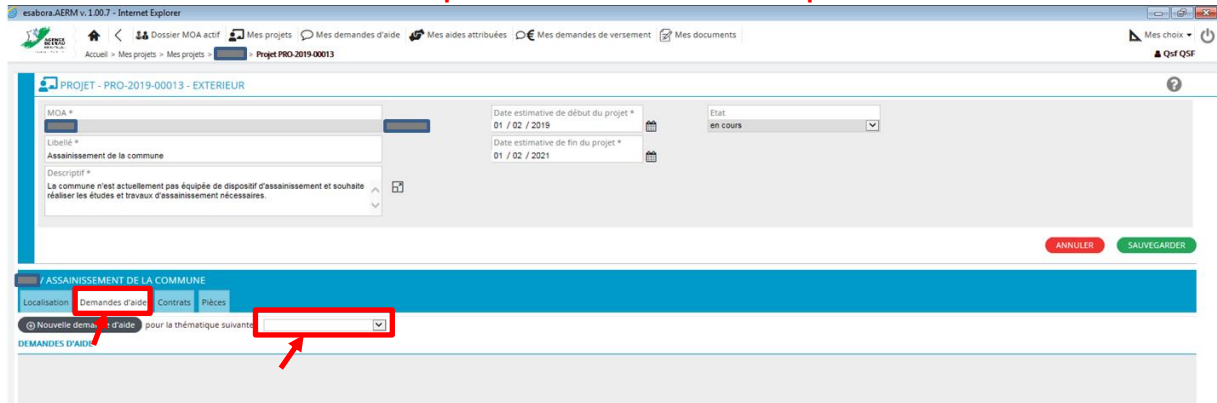 esabora.AERM v. 1.00.7 - Internet Explorer
Dossier MOA actif Mes projets Mes demandes d'aide Mes aides attribuées Mes demandes de versement Mes documents Mes choix
AGENCE DE L'EAU
Accueil > Mes projets > Mes projets > > Projet PRO-2019-00013 Qsf QSF
PROJET - PRO-2019-00013 - EXTERIEUR
MOA *
Date estimative de début du projet *
01 / 02 / 2019
Etat
en cours
Libellé *
Assainissement de la commune
Date estimative de fin du projet *
01 / 02 / 2021
Descriptif *
La commune n'est actuellement pas équipée de dispositif d'assainissement et souhaite
réaliser les études et travaux d'assainissement nécessaires.
ANNULER SAUVEGARDER
/ ASSAINISSEMENT DE LA COMMUNE
Localisation Demandes d'aide Contrats Pièces
Nouvelle demande d'aide pour la thématique suivante
DEMANDES D'AIDE